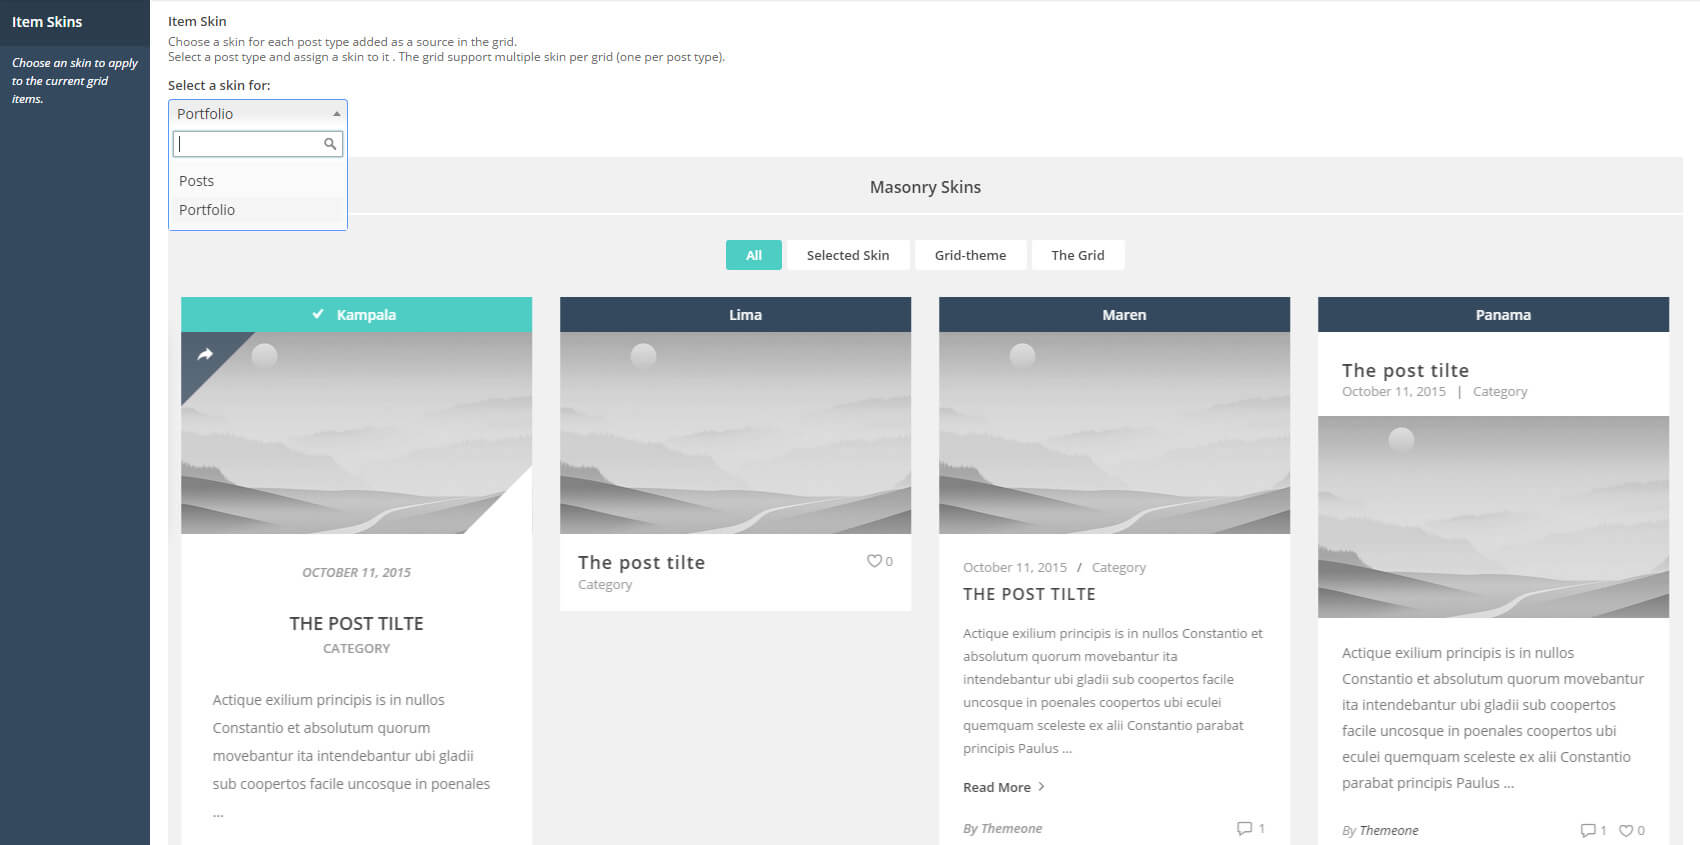 Item Skins
Choose an skin to apply
to the current grid
items.
Item Skin
Choose a skin for each post type added as a source in the grid.
Select a post type and assign a skin to it . The grid support multiple skin per grid (one per post type).
Select a skin for:
Portfolio
Posts
Portfolio
Masonry Skins
All
Selected Skin
Grid-theme
The Grid
Kampala
OCTOBER 11, 2015
THE POST TILTE
CATEGORY
Actique exilium principis is in nullos
Constantio et absolutum quorum
movebantur ita intendebantur ubi gladii
sub coopertos facile uncosque in poenales
...
Lima
The post tilte
0
Category
Maren
October 11, 2015 / Category
THE POST TILTE
Actique exilium principis is in nullos Constantio et
absolutum quorum movebantur ita
intendebantur ubi gladii sub coopertos facile
uncosque in poenales coopertos ubi eculei
quemquam sceleste ex alii Constantio parabat
principis Paulus ...
Read More
By Themeone
1
Panama
The post tilte
October 11, 2015 | Category
Actique exilium principis is in nullos
Constantio et absolutum quorum movebantur
ita intendebantur ubi gladii sub coopertos
facile uncosque in poenales coopertos ubi
eculei quemquam sceleste ex alii Constantio
parabat principis Paulus ...
By Themeone
1
0